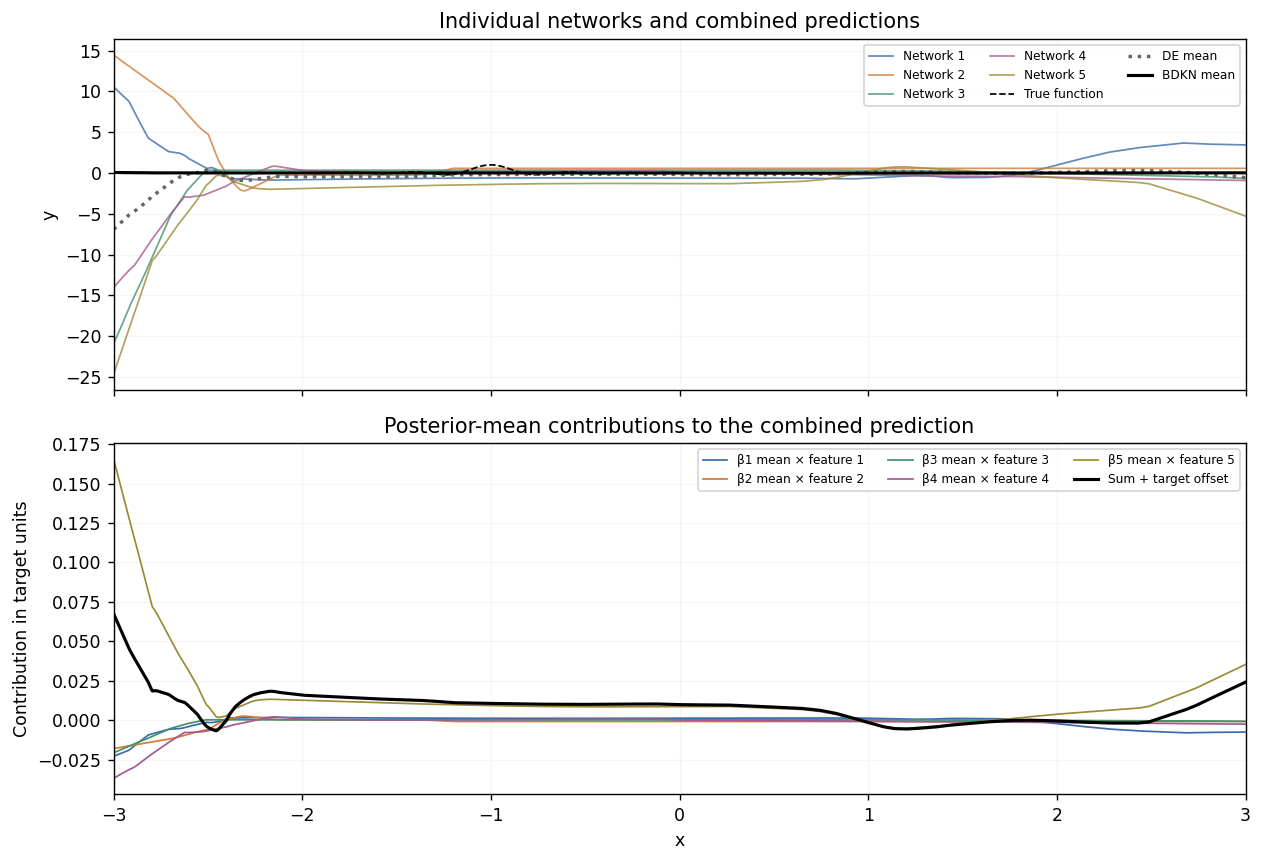 Individual networks and combined predictions
Network 1 Network 4 DE mean
Network 2 Network 5 BDKN mean
Network 3 True function
15
10
5
0
−5
−10
−15
−20
−25
y
Posterior-mean contributions to the combined prediction
β1 mean × feature 1 β3 mean × feature 3 β5 mean × feature 5
β2 mean × feature 2 β4 mean × feature 4 Sum + target offset
0.175
0.150
0.125
0.100
0.075
0.050
0.025
0.000
−0.025
Contribution in target units
−3 −2 −1 0 1 2 3
x